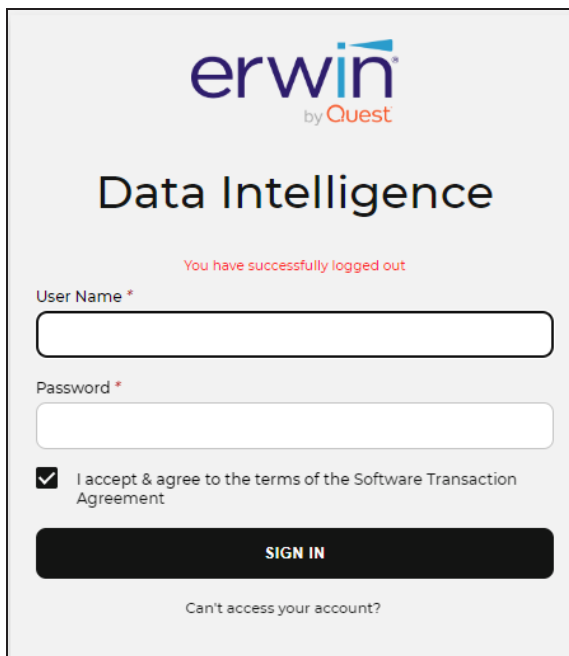 erwin®
by Quest
Data Intelligence
You have successfully logged out
User Name *
Password *
I accept & agree to the terms of the Software Transaction
Agreement
SIGN IN
Can't access your account?